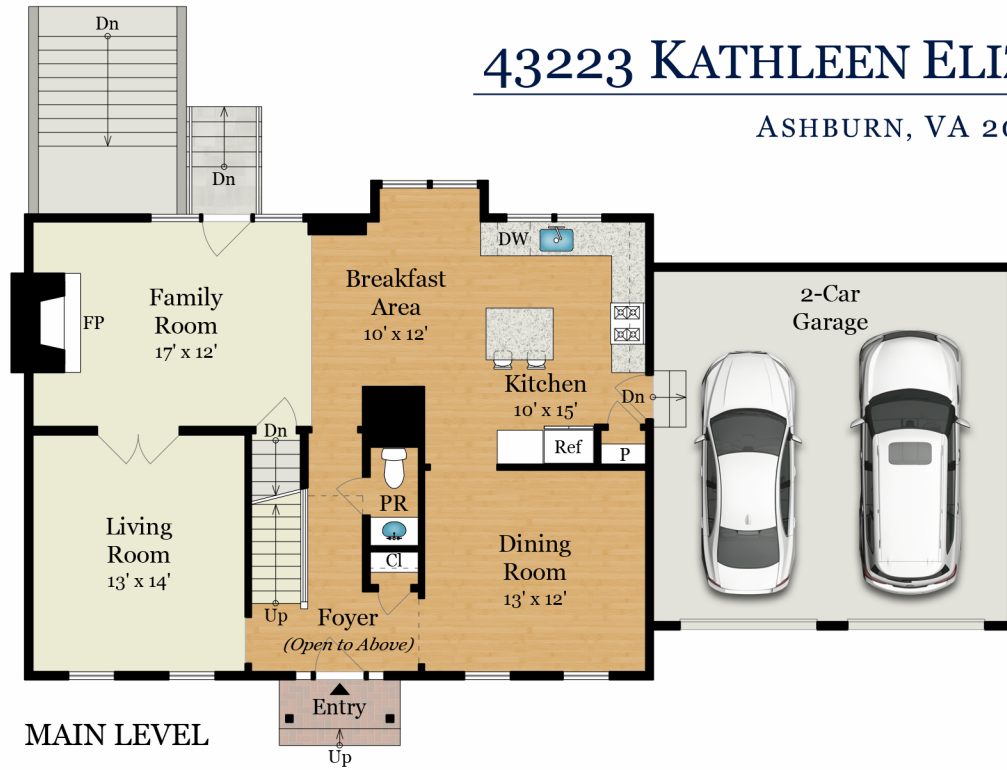 43223 KATHLEEN ELIZ
ASHBURN, VA 20
Dn
Dn
DW
Breakfast
Area
10' x 12'
Family
Room
17' x 12'
FP
2-Car
Garage
Kitchen
10' x 15'
Dn
Dn
Ref
P
PR
Living
Room
13' x 14'
Dining
Room
13' x 12'
Cl
Up
Foyer
(Open to Above)
Entry
Up
MAIN LEVEL